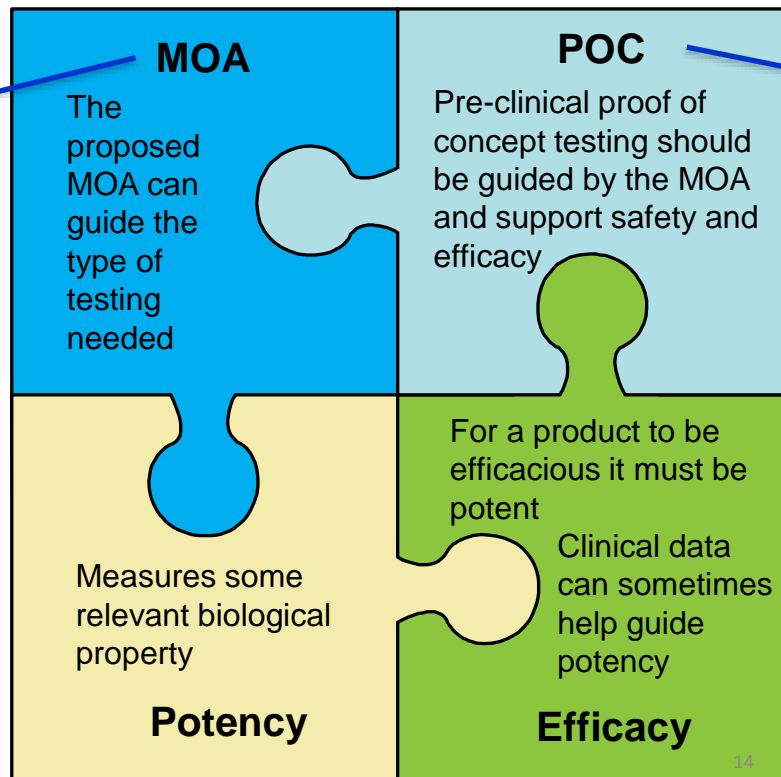 MOA
The
proposed
MOA can
guide the
type of
testing
needed
POC
Pre-clinical proof of
concept testing should
be guided by the MOA
and support safety and
efficacy
Measures some
relevant biological
property
Potency
For a product to be
efficacious it must be
potent
Clinical data
can sometimes
help guide
potency
Efficacy
14